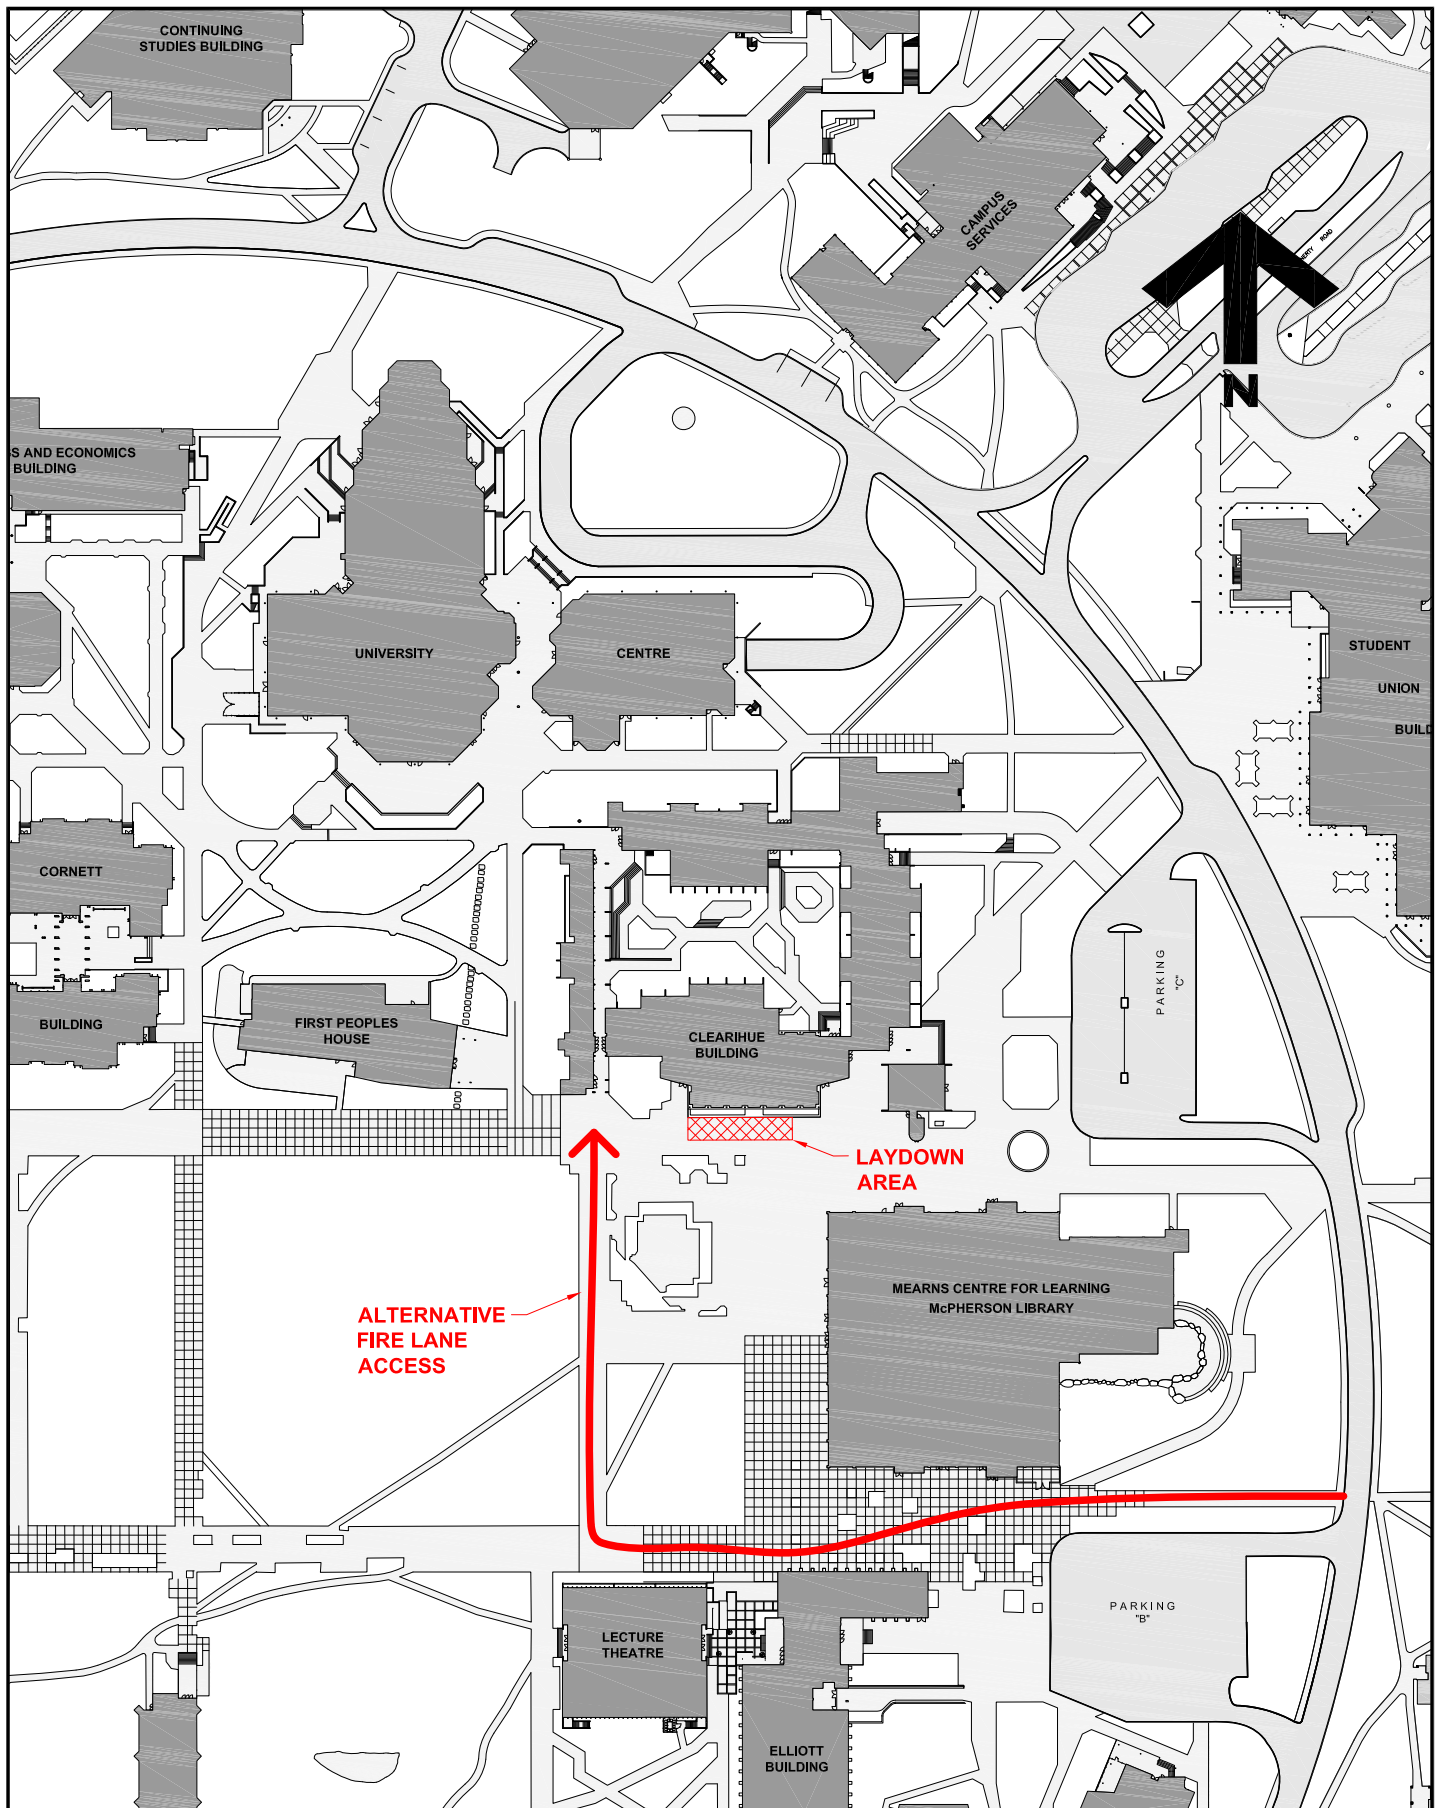 CONTINUING
STUDIES BUILDING
CAMPUS
SERVICES
ROAD
N
S AND ECONOMICS
BUILDING
UNIVERSITY
CENTRE
STUDENT
UNION
BUILD
CORNETT
BUILDING
FIRST PEOPLES
HOUSE
CLEARIHUE
BUILDING
PARKING
"C"
LAYDOWN
AREA
MEARNS CENTRE FOR LEARNING
McPHERSON LIBRARY
ALTERNATIVE
FIRE LANE
ACCESS
PARKING
"B"
LECTURE
THEATRE
ELLIOTT
BUILDING